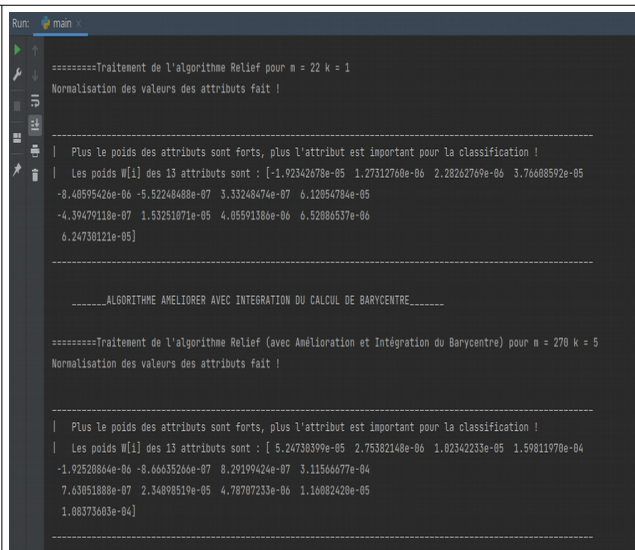 Run: main ×
=========Traitement de l'algorithme Relief pour m = 22 k = 1
Normalisation des valeurs des attributs fait !
| Plus le poids des attributs sont forts, plus l'attribut est important pour la classification !
| Les poids W[i] des 13 attributs sont : [-1.92342678e-05 1.27312760e-06 2.28262769e-06 3.76608592e-05
-8.40595426e-06 -5.52248488e-07 3.33248474e-07 6.12054784e-05
-4.39479118e-07 1.53251071e-05 4.05591386e-06 6.52086537e-06
6.24730121e-05]
_______ALGORITHME AMELIORER AVEC INTEGRATION DU CALCUL DE BARYCENTRE_______
=========Traitement de l'algorithme Relief (avec Amélioration et Intégration du Barycentre) pour m = 270 k = 5
Normalisation des valeurs des attributs fait !
| Plus le poids des attributs sont forts, plus l'attribut est important pour la classification !
| Les poids W[i] des 13 attributs sont : [ 5.24730399e-05 2.75382148e-06 1.02342233e-05 1.59811970e-04
-1.92520864e-06 -8.66635266e-07 8.29199424e-07 3.11566677e-04
7.63051888e-07 2.34898519e-05 4.78707233e-06 1.16082420e-05
1.08373603e-04]